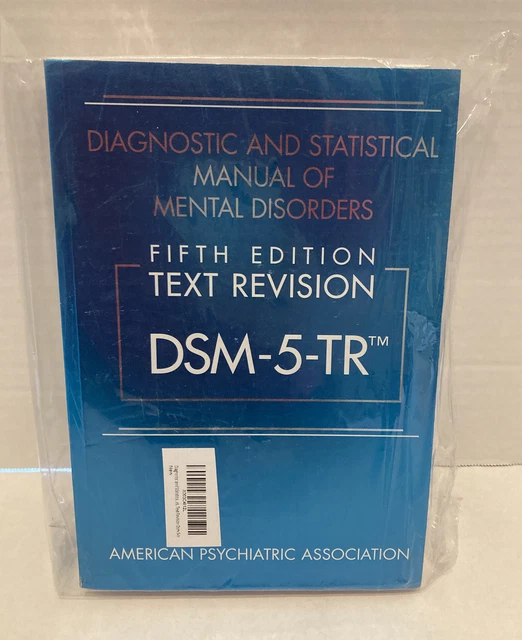 DIAGNOSTIC AND STATISTICAL
MANUAL OF
MENTAL DISORDERS
FIFTH EDITION
TEXT REVISION
DSM-5-TR™
AMERICAN PSYCHIATRIC ASSOCIATION